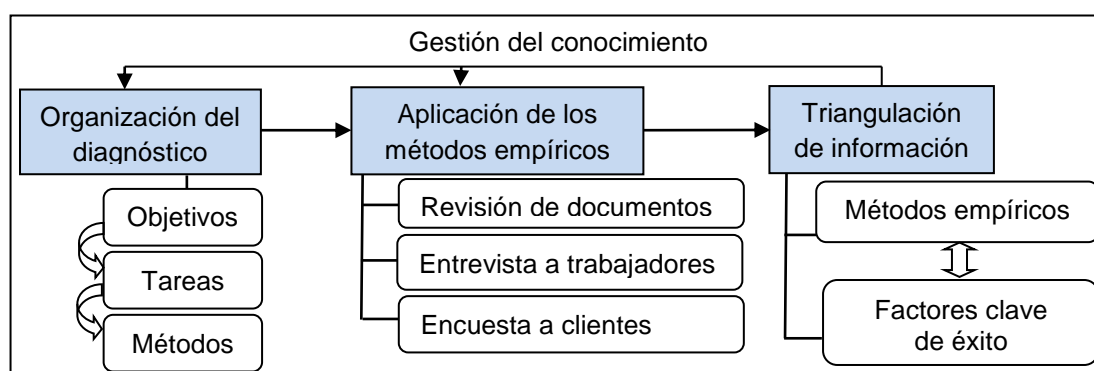 Gestión del conocimiento
Organización del
diagnóstico
Aplicación de los
métodos empíricos
Triangulación
de información
Objetivos
Tareas
Métodos
Revisión de documentos
Entrevista a trabajadores
Encuesta a clientes
Métodos empíricos
Factores clave
de éxito